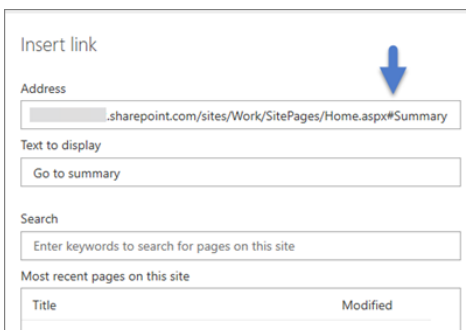 Insert link
Address
.sharepoint.com/sites/Work/SitePages/Home.aspx#Summary
Text to display
Go to summary
Search
Enter keywords to search for pages on this site
Most recent pages on this site
Title Modified